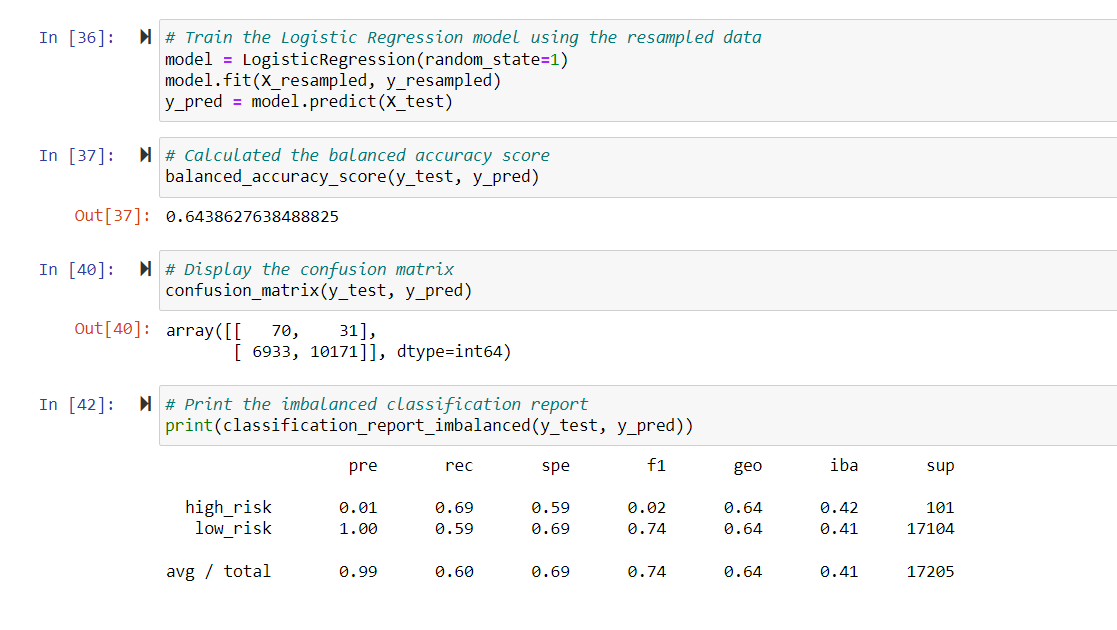 In [36]: # Train the Logistic Regression model using the resampled data
model = LogisticRegression(random_state=1)
model.fit(X_resampled, y_resampled)
y_pred = model.predict(X_test)
In [37]: # Calculated the balanced accuracy score
balanced_accuracy_score(y_test, y_pred)
Out[37]: 0.6438627638488825
In [40]: # Display the confusion matrix
confusion_matrix(y_test, y_pred)
Out[40]: array([[   70,    31],
       [ 6933, 10171]], dtype=int64)
In [42]: # Print the imbalanced classification report
print(classification_report_imbalanced(y_test, y_pred))
pre rec spe f1 geo iba sup
high_risk 0.01 0.69 0.59 0.02 0.64 0.42 101
low_risk 1.00 0.59 0.69 0.74 0.64 0.41 17104
avg / total 0.99 0.60 0.69 0.74 0.64 0.41 17205